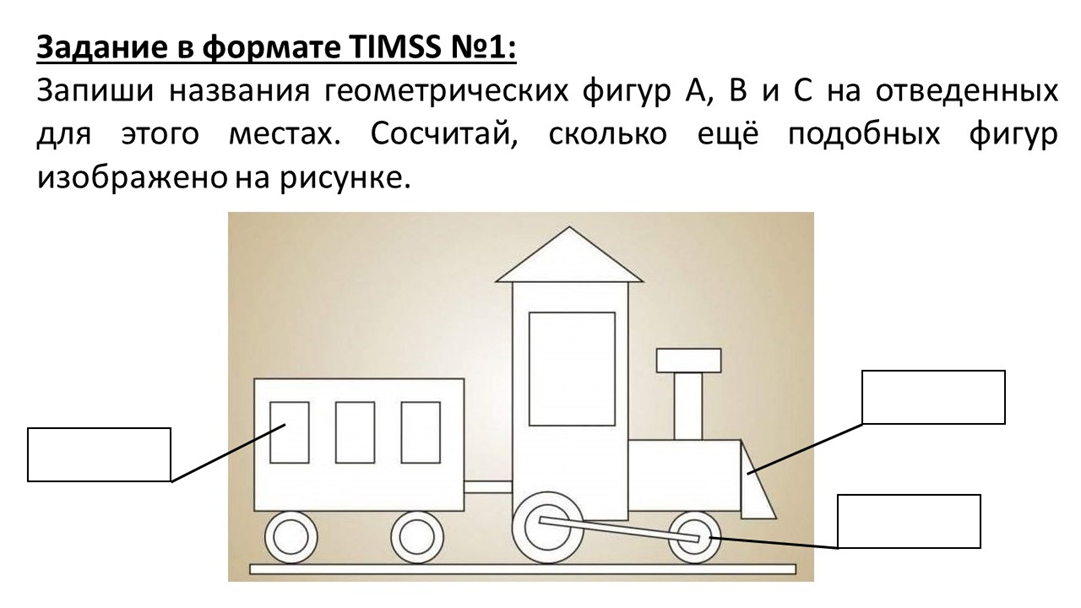 Задание в формате TIMSS №1:
Запиши названия геометрических фигур А, В и С на отведенных
для этого местах. Сосчитай, сколько ещё подобных фигур
изображено на рисунке.